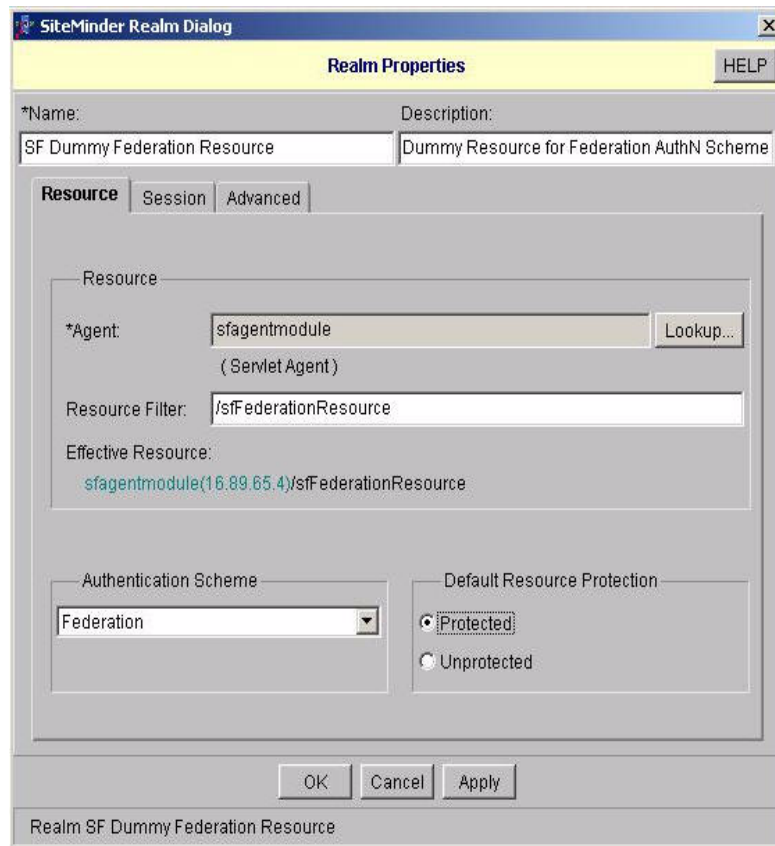 SiteMinder Realm Dialog
Realm Properties
HELP
*Name:
Description:
SF Dummy Federation Resource
Dummy Resource for Federation AuthN Scheme
Resource
Session
Advanced
Resource
*Agent:
sfagentmodule
Lookup...
( Servlet Agent )
Resource Filter:
/sfFederationResource
Effective Resource:
sfagentmodule(16.89.65.4)/sfFederationResource
Authentication Scheme
Federation
Default Resource Protection
Protected
Unprotected
OK
Cancel
Apply
Realm SF Dummy Federation Resource